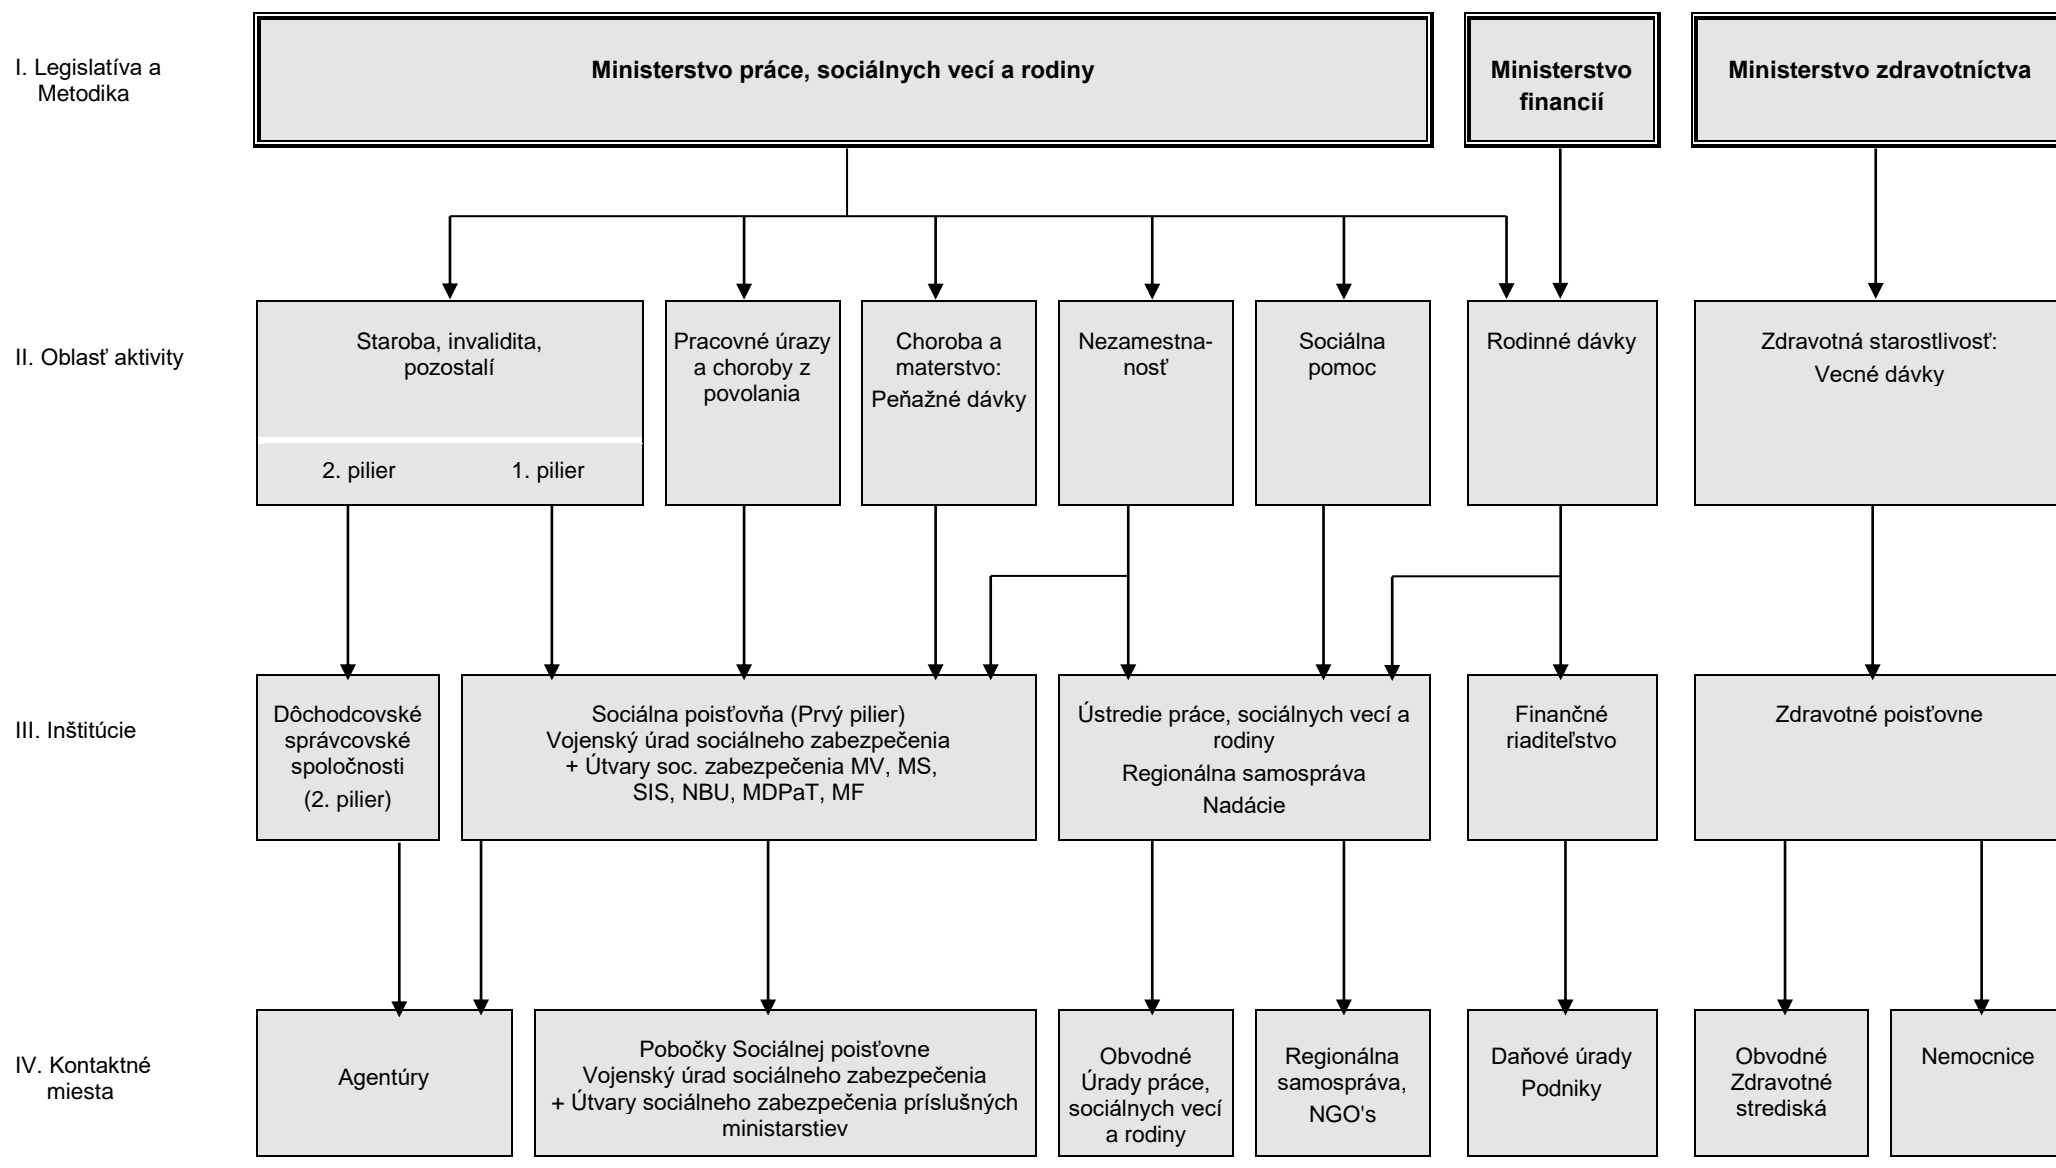 I. Legislatíva a
Metodika
Ministerstvo práce, sociálnych vecí a rodiny
Ministerstvo
financií
Ministerstvo zdravotníctva
II. Oblasť aktivity
Staroba, invalidita,
pozostalí
2. pilier
1. pilier
Pracovné úrazy
a choroby z
povolania
Choroba a
materstvo:
Peňažné dávky
Nezamestna-
nosť
Sociálna
pomoc
Rodinné dávky
Zdravotná starostlivosť:
Vecné dávky
III. Inštitúcie
Dôchodcovské
správcovské
spoločnosti
(2. pilier)
Sociálna poisťovňa (Prvý pilier)
Vojenský úrad sociálneho zabezpečenia
+ Útvary soc. zabezpečenia MV, MS,
SIS, NBU, MDPaT, MF
Ústredie práce, sociálnych vecí a
rodiny
Regionálna samospráva
Nadácie
Finančné
riaditeľstvo
Zdravotné poisťovne
IV. Kontaktné
miesta
Agentúry
Pobočky Sociálnej poisťovne
Vojenský úrad sociálneho zabezpečenia
+ Útvary sociálneho zabezpečenia príslušných
ministarstiev
Obvodné
Úrady práce,
sociálnych vecí
a rodiny
Regionálna
samospráva,
NGO's
Daňové úrady
Podniky
Obvodné
Zdravotné
strediská
Nemocnice